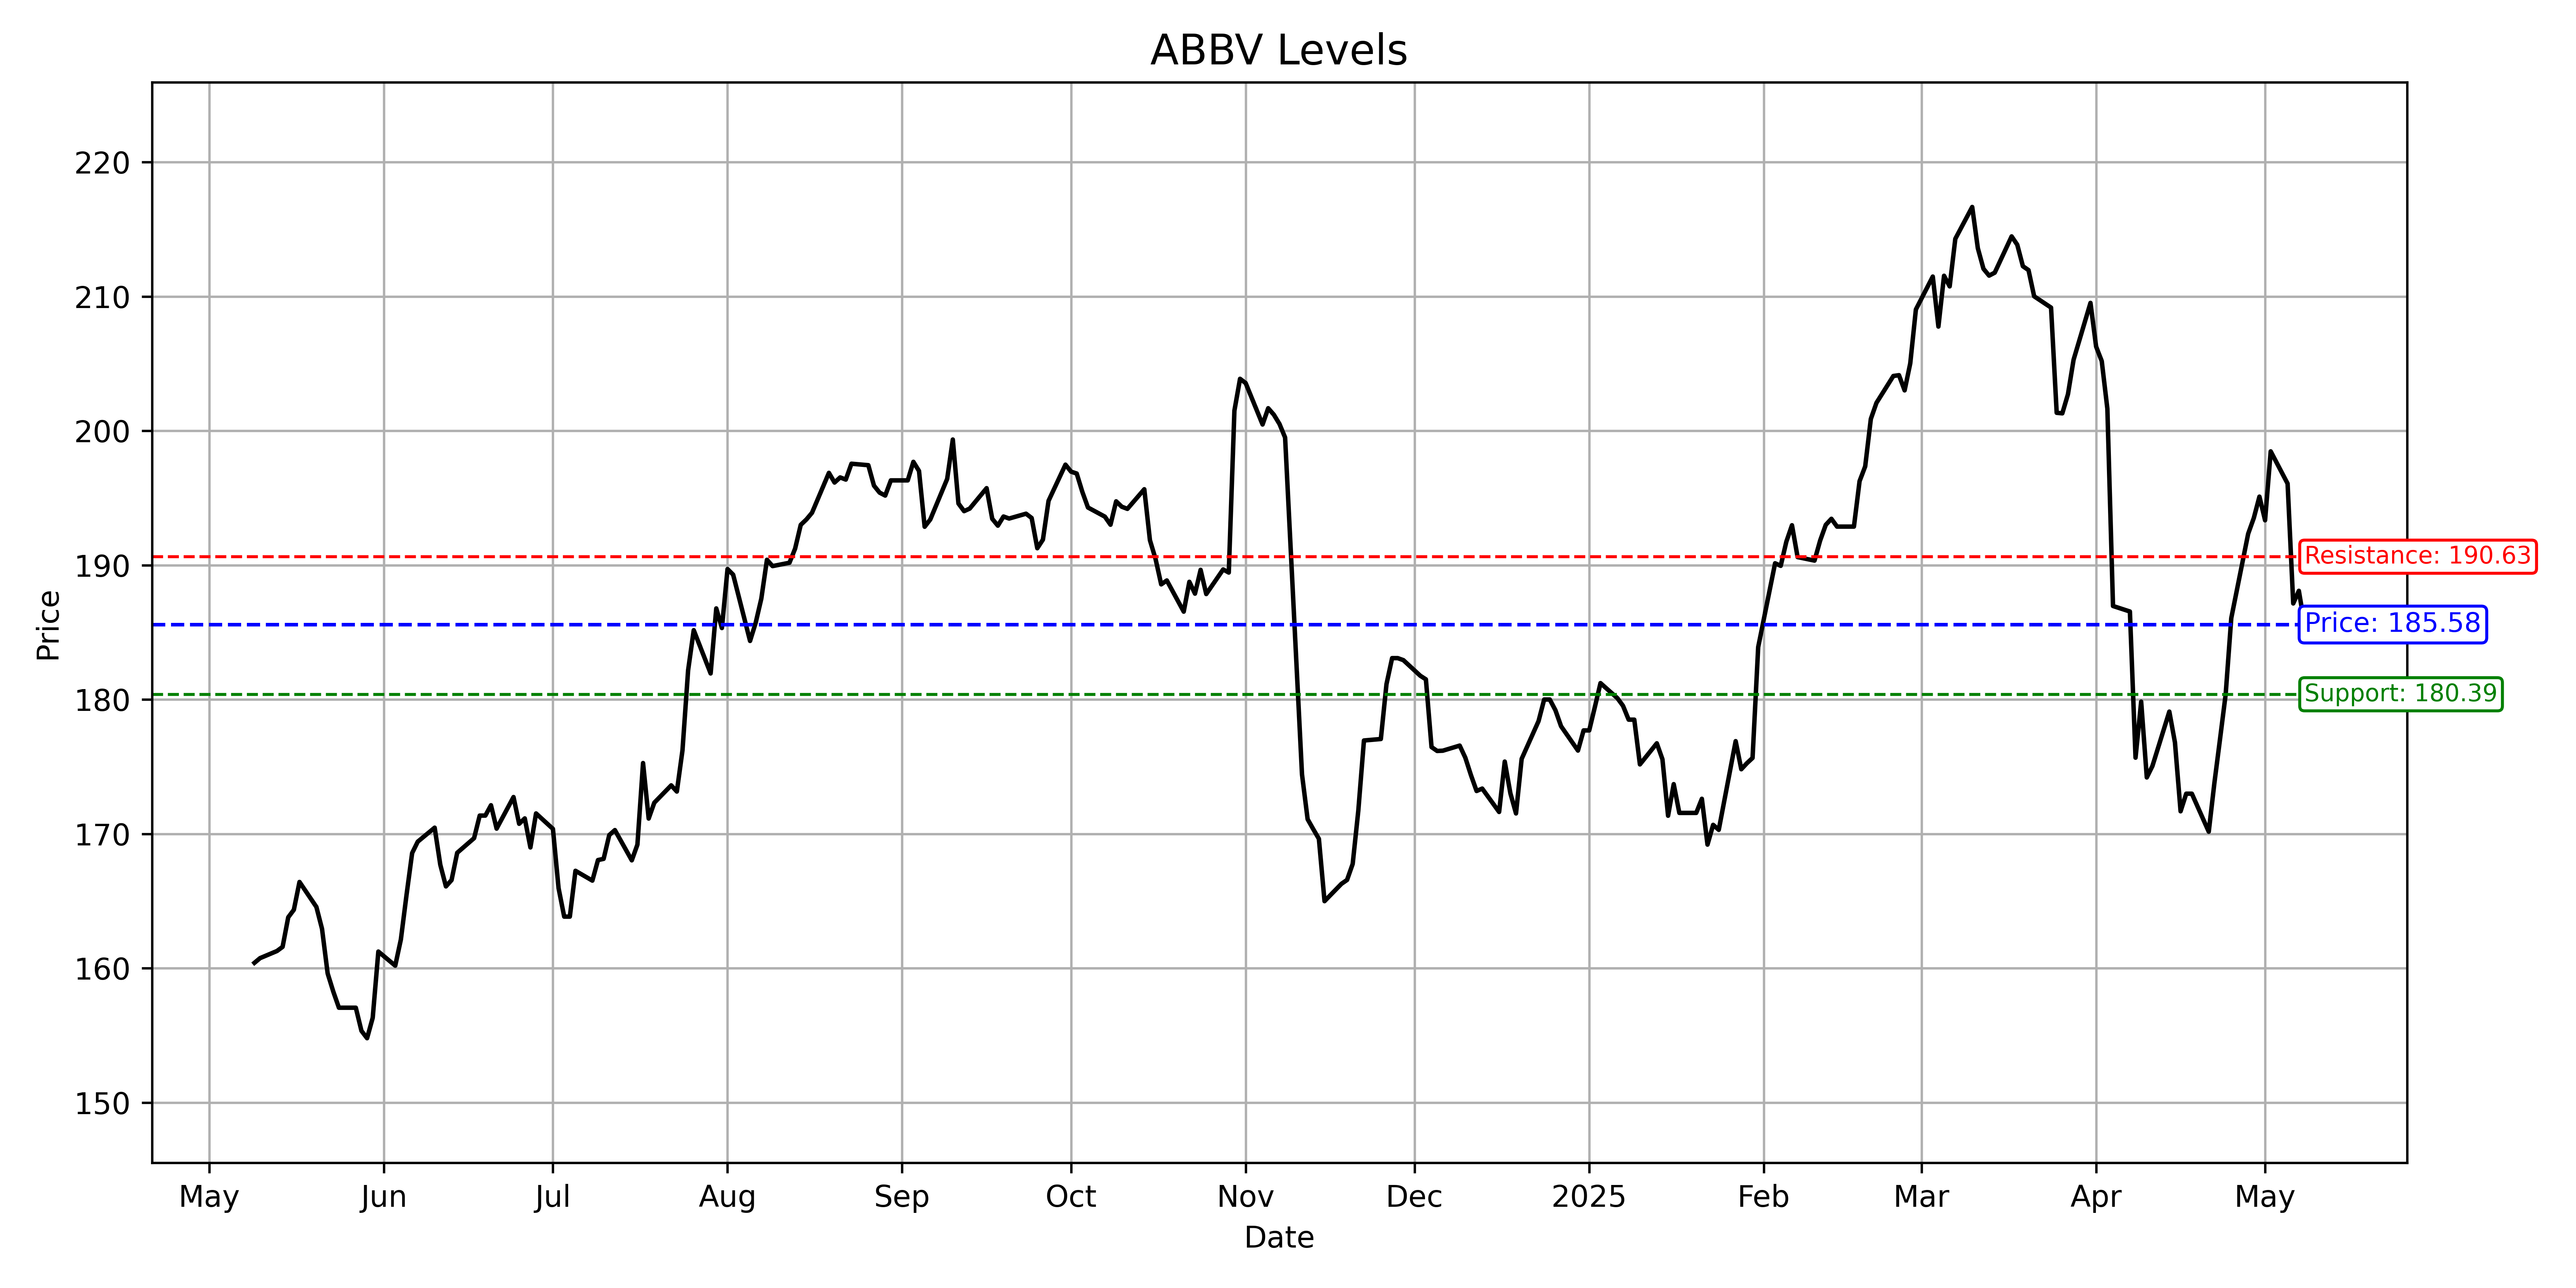 ABBV Levels
Price
220
210
200
190
180
170
160
150
Resistance: 190.63
Price: 185.58
Support: 180.39
May Jun Jul Aug Sep Oct Nov Dec 2025 Feb Mar Apr May
Date